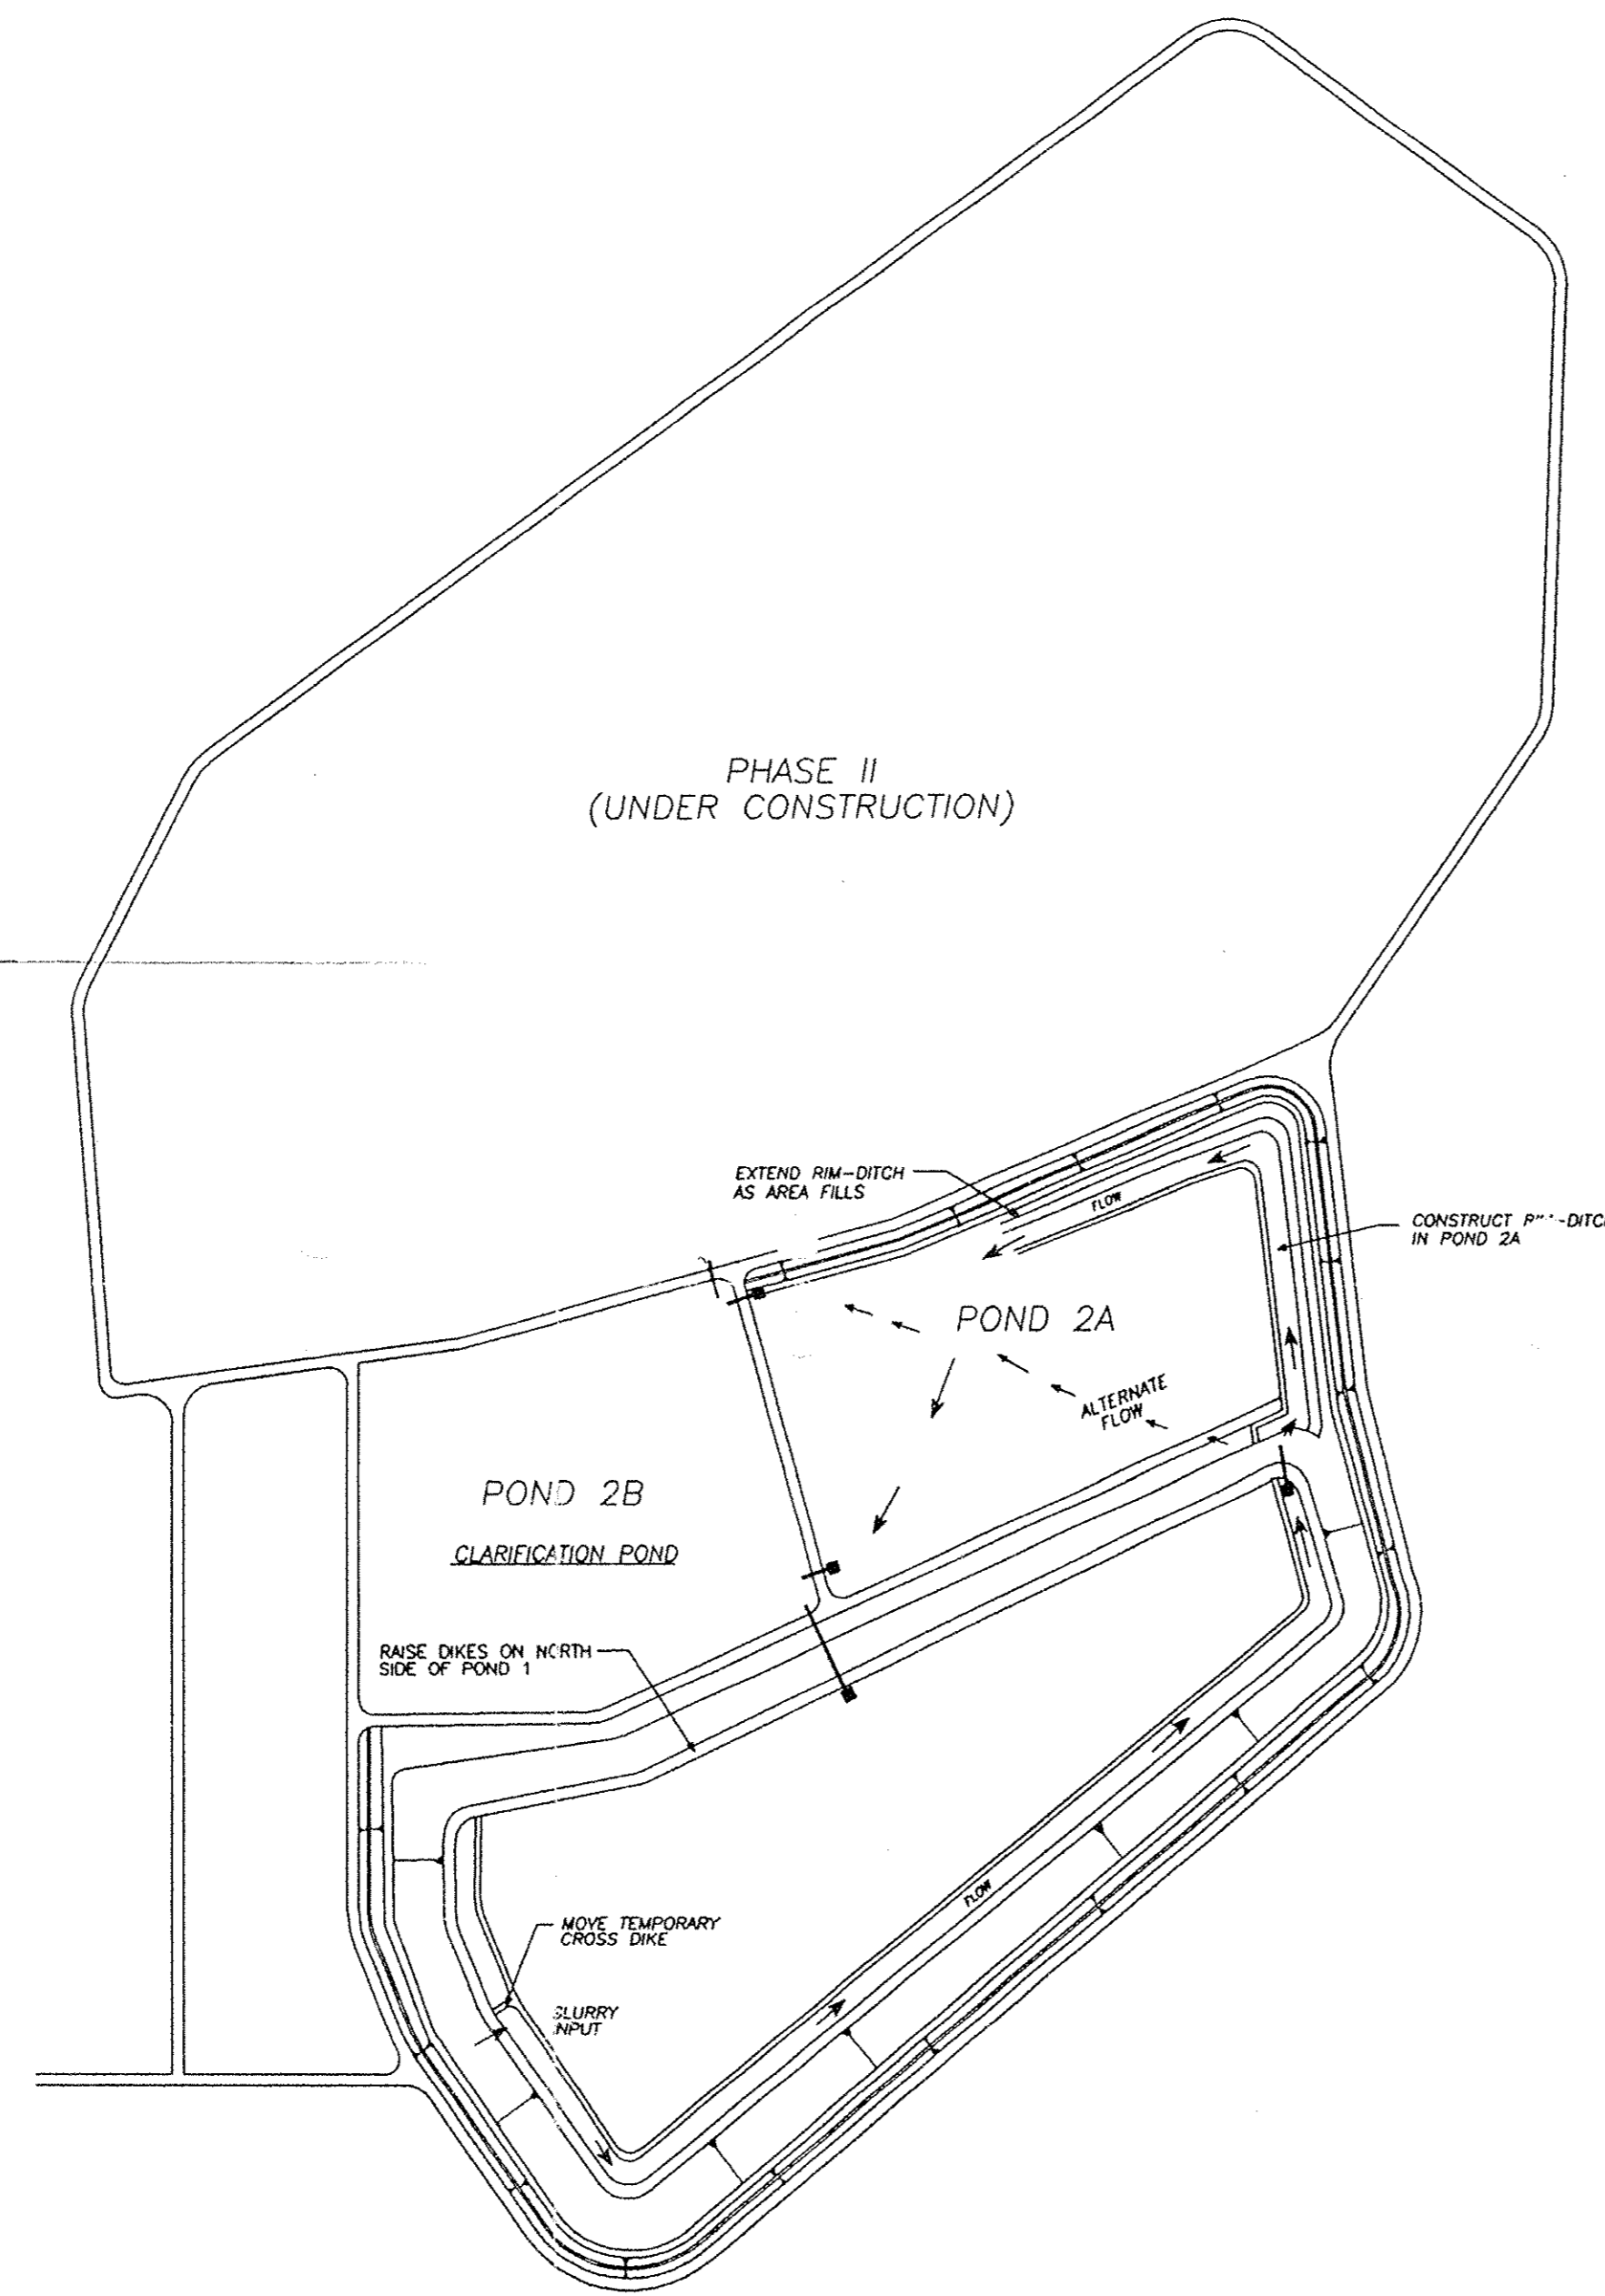 PHASE II
(UNDER CONSTRUCTION)
EXTEND RIM-DITCH
AS AREA FILLS
FLOW
CONSTRUCT
IN POND 2A
POND 2A
ALTERNATE
FLOW
POND 2B
CLARIFICATION POND
RAISE DIKES ON NORTH
SIDE OF POND 1
FLOW
MOVE TEMPORARY
CROSS DIKE
SLURRY
INPUT